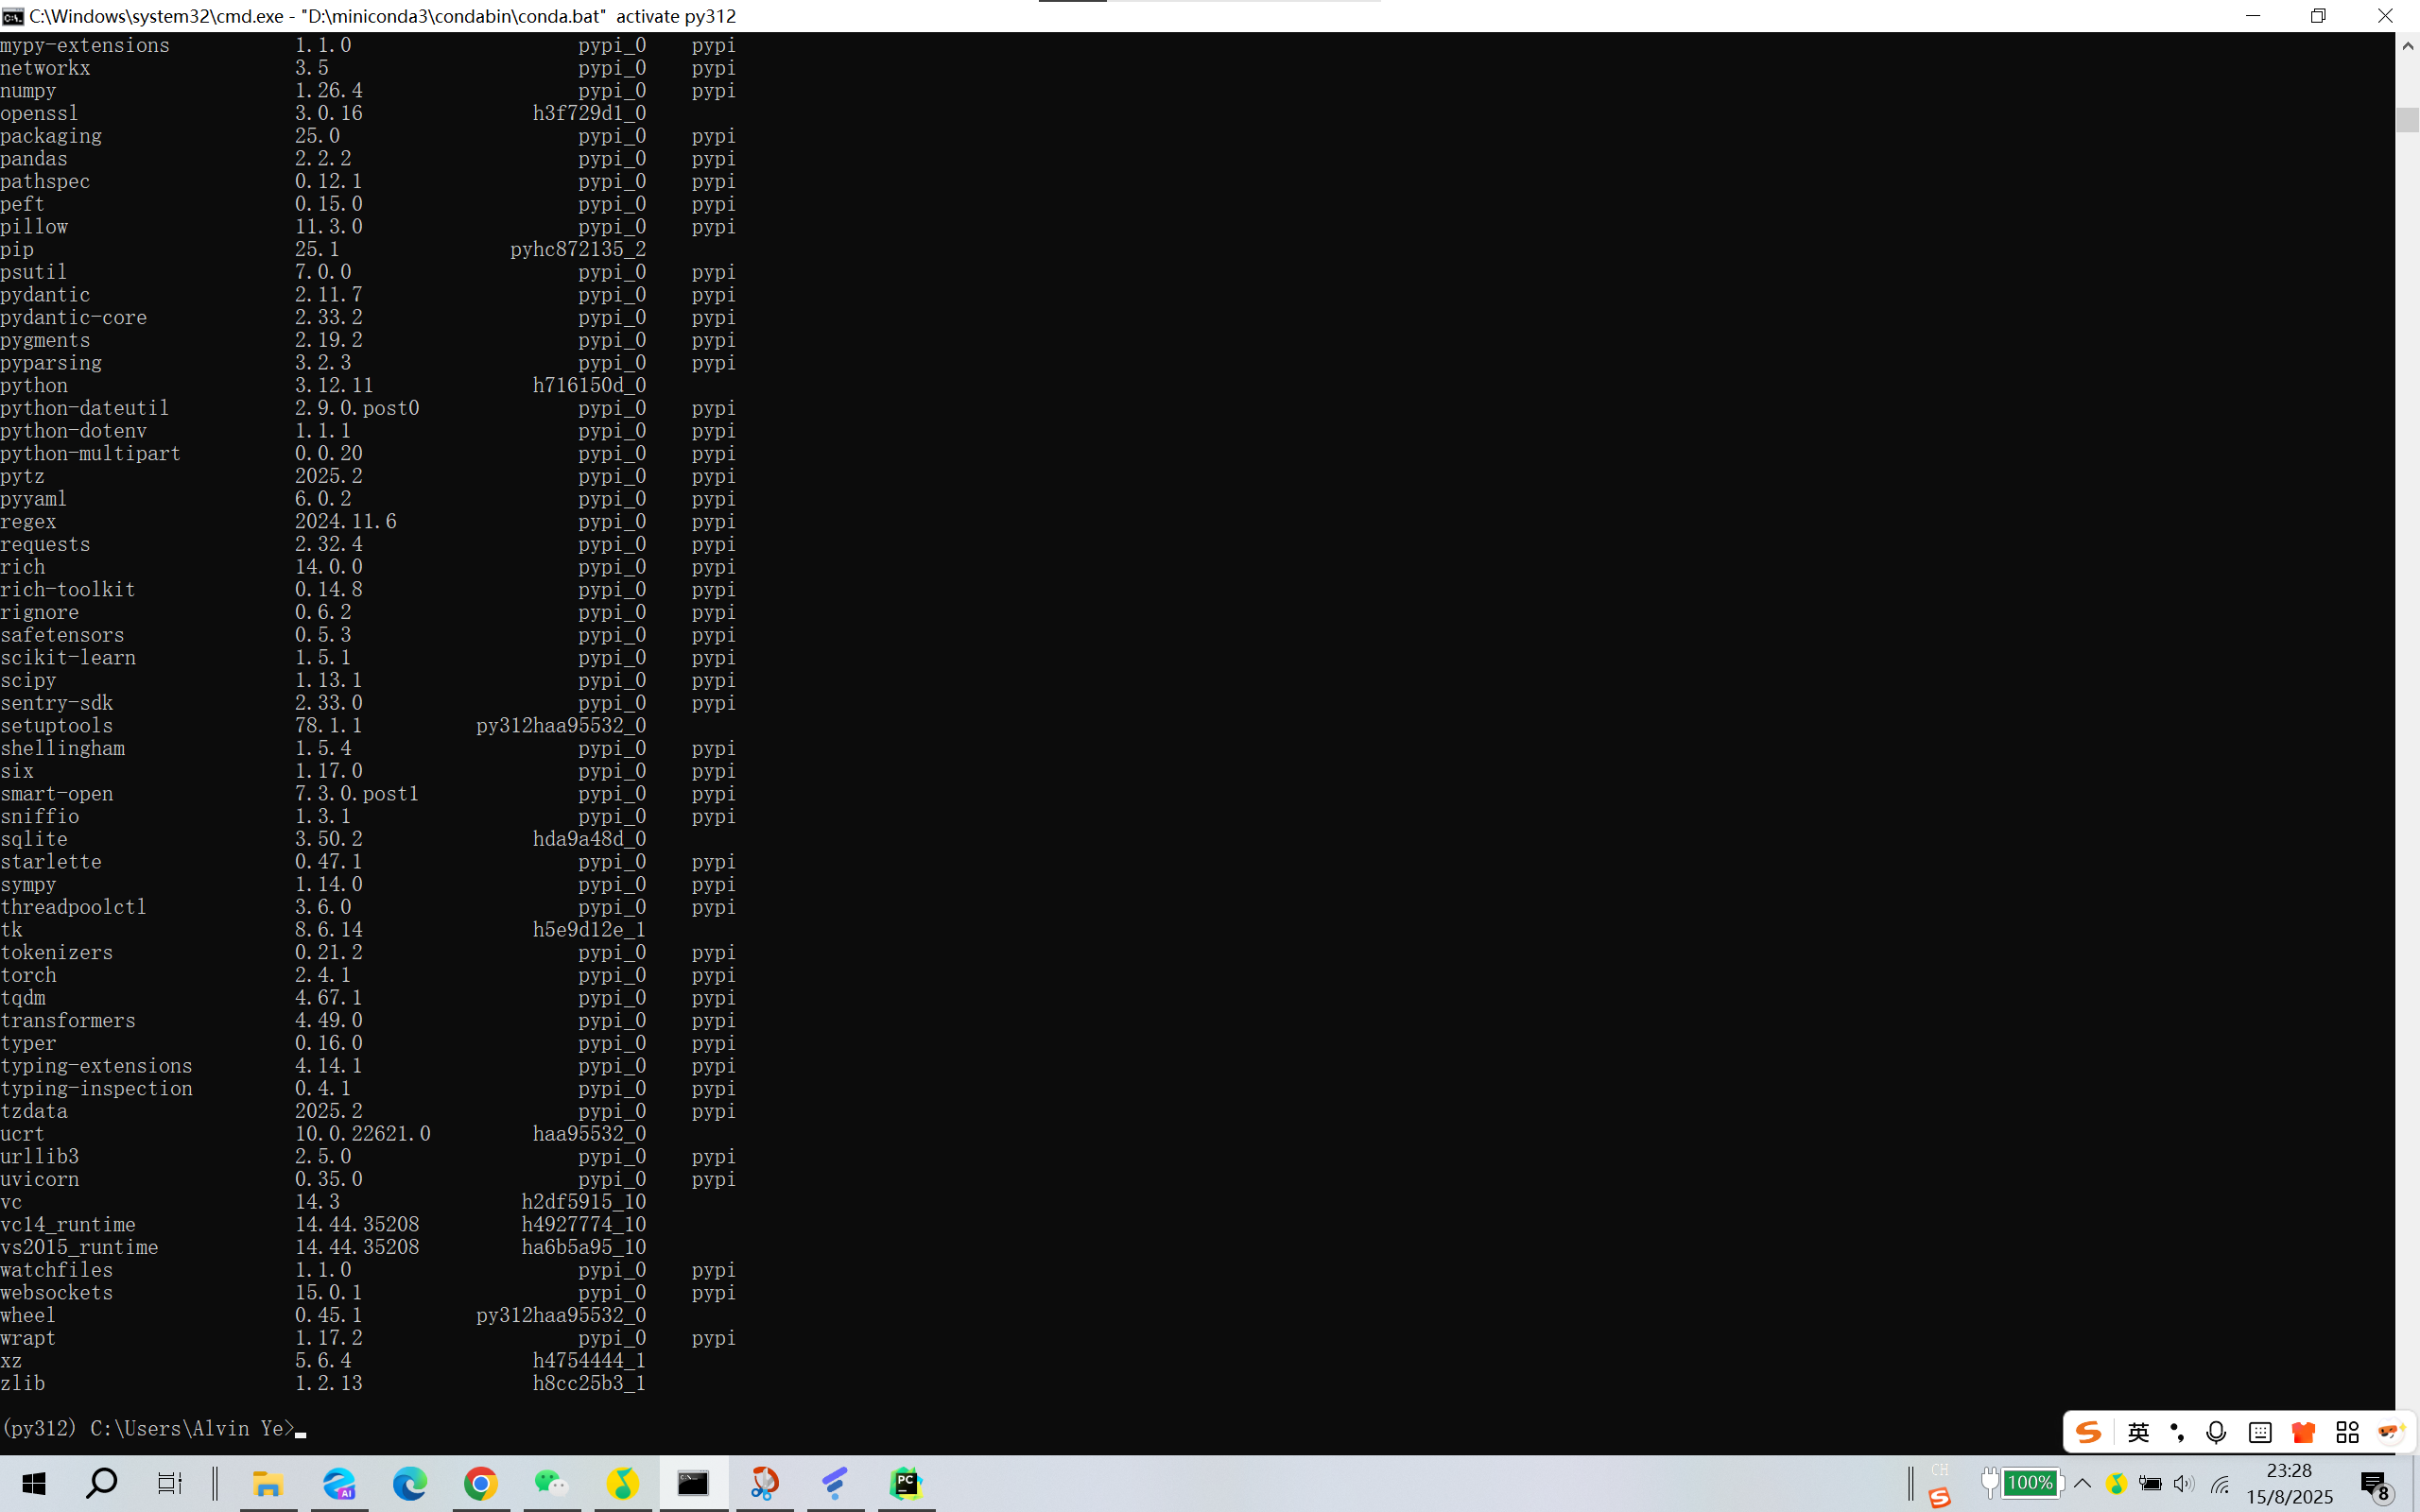 C:\Windows\system32\cmd.exe - "D:\miniconda3\condabin\conda.bat" activate py312
mypy-extensions 1.1.0 pypi_0 pypi
networkx 3.5 pypi_0 pypi
numpy 1.26.4 pypi_0 pypi
openssl 3.0.16 h3f729d1_0
packaging 25.0 pypi_0 pypi
pandas 2.2.2 pypi_0 pypi
pathspec 0.12.1 pypi_0 pypi
peft 0.15.0 pypi_0 pypi
pillow 11.3.0 pypi_0 pypi
pip 25.1 pyhc872135_2
psutil 7.0.0 pypi_0 pypi
pydantic 2.11.7 pypi_0 pypi
pydantic-core 2.33.2 pypi_0 pypi
pygments 2.19.2 pypi_0 pypi
pyparsing 3.2.3 pypi_0 pypi
python 3.12.11 h716150d_0
python-dateutil 2.9.0.post0 pypi_0 pypi
python-dotenv 1.1.1 pypi_0 pypi
python-multipart 0.0.20 pypi_0 pypi
pytz 2025.2 pypi_0 pypi
pyyaml 6.0.2 pypi_0 pypi
regex 2024.11.6 pypi_0 pypi
requests 2.32.4 pypi_0 pypi
rich 14.0.0 pypi_0 pypi
rich-toolkit 0.14.8 pypi_0 pypi
rignore 0.6.2 pypi_0 pypi
safetensors 0.5.3 pypi_0 pypi
scikit-learn 1.5.1 pypi_0 pypi
scipy 1.13.1 pypi_0 pypi
sentry-sdk 2.33.0 pypi_0 pypi
setuptools 78.1.1 py312haa95532_0
shellingham 1.5.4 pypi_0 pypi
six 1.17.0 pypi_0 pypi
smart-open 7.3.0.post1 pypi_0 pypi
sniffio 1.3.1 pypi_0 pypi
sqlite 3.50.2 hda9a48d_0
starlette 0.47.1 pypi_0 pypi
sympy 1.14.0 pypi_0 pypi
threadpoolctl 3.6.0 pypi_0 pypi
tk 8.6.14 h5e9d12e_1
tokenizers 0.21.2 pypi_0 pypi
torch 2.4.1 pypi_0 pypi
tqdm 4.67.1 pypi_0 pypi
transformers 4.49.0 pypi_0 pypi
typer 0.16.0 pypi_0 pypi
typing-extensions 4.14.1 pypi_0 pypi
typing-inspection 0.4.1 pypi_0 pypi
tzdata 2025.2 pypi_0 pypi
ucrt 10.0.22621.0 haa95532_0
urllib3 2.5.0 pypi_0 pypi
uvicorn 0.35.0 pypi_0 pypi
vc 14.3 h2df5915_10
vc14_runtime 14.44.35208 h4927774_10
vs2015_runtime 14.44.35208 ha6b5a95_10
watchfiles 1.1.0 pypi_0 pypi
websockets 15.0.1 pypi_0 pypi
wheel 0.45.1 py312haa95532_0
wrapt 1.17.2 pypi_0 pypi
xz 5.6.4 h4754444_1
zlib 1.2.13 h8cc25b3_1
(py312) C:\Users\Alvin Ye>
英
CH
100%
23:28
15/8/2025
8
AI
PC